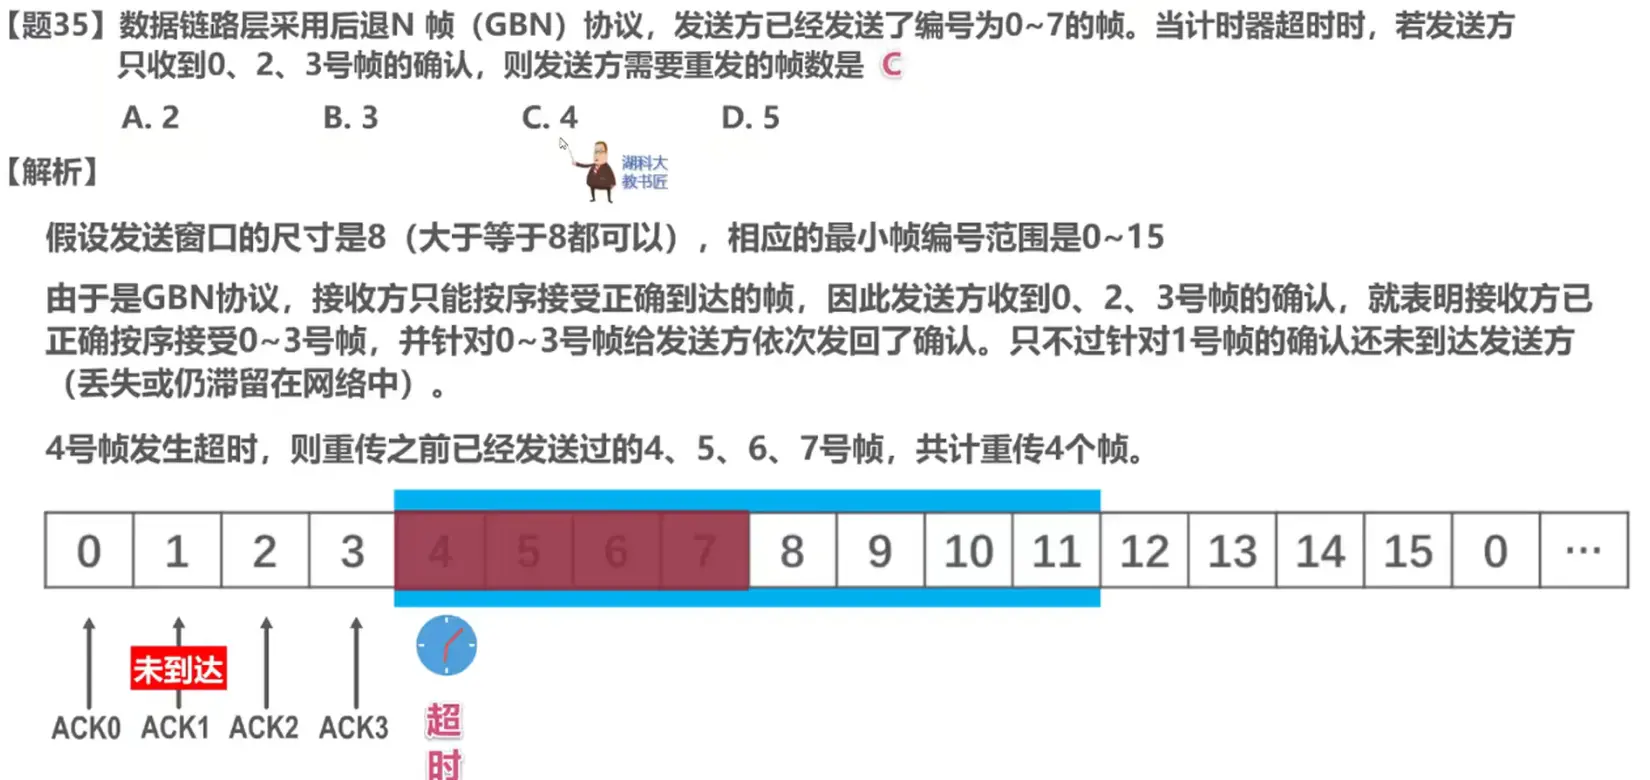 【题35】数据链路层采用后退N 帧（GBN）协议，发送方已经发送了编号为0~7的帧。当计时器超时时，若发送方
只收到0、2、3号帧的确认，则发送方需要重发的帧数是 C
A. 2 B. 3 C. 4 D. 5
湖科大
教书匠
【解析】
假设发送窗口的尺寸是8（大于等于8都可以），相应的最小帧编号范围是0~15
由于是GBN协议，接收方只能按序接受正确到达的帧，因此发送方收到0、2、3号帧的确认，就表明接收方已
正确按序接受0~3号帧，并针对0~3号帧给发送方依次发回了确认。只不过针对1号帧的确认还未到达发送方
（丢失或仍滞留在网络中）。
4号帧发生超时，则重传之前已经发送过的4、5、6、7号帧，共计重传4个帧。
0 1 2 3 4 5 6 7 8 9 10 11 12 13 14 15 0 ···
未到达
ACK0 ACK1 ACK2 ACK3
超
时